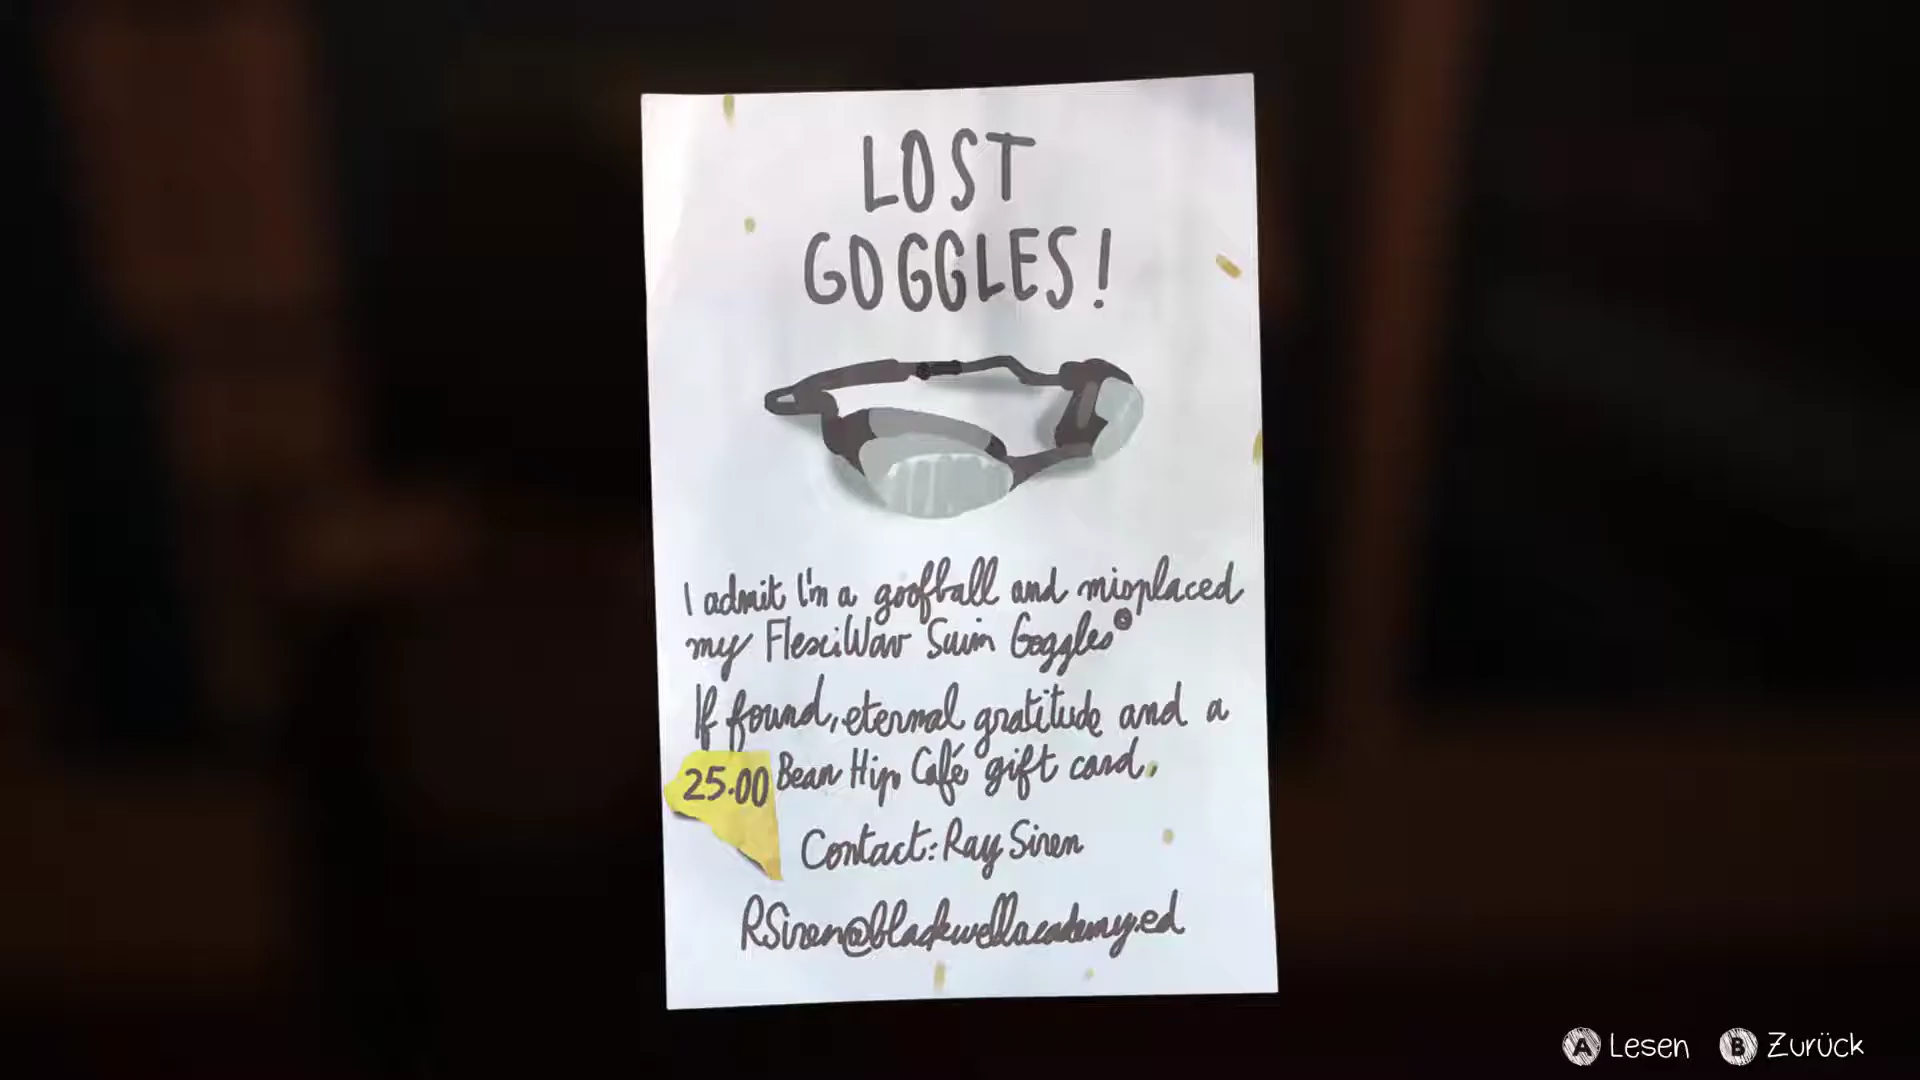 LOST
GOGGLES!
I admit I'm a goofball and misplaced
my FlexiWav Swim Goggles®
If found, eternal gratitude and a
25.00 Bean Hip Café gift card.
Contact: Ray Siren
RSiren@blackwellacademy.ed
A Lesen B Zurück